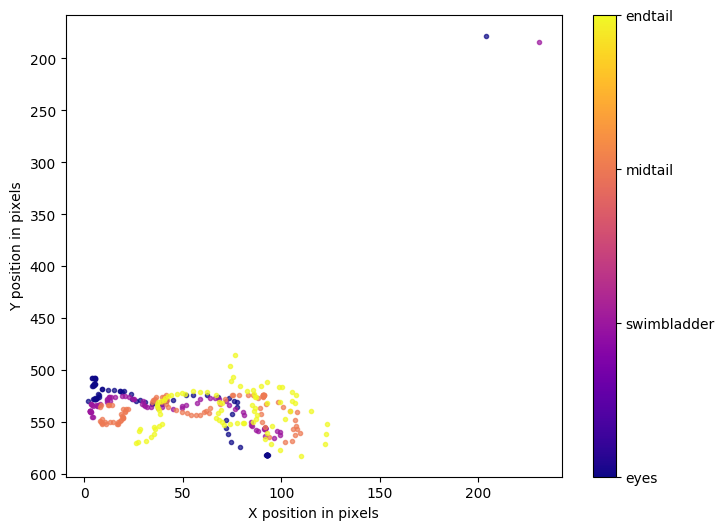 200
250
300
350
400
450
500
550
600
0
50
100
150
200
X position in pixels
Y position in pixels
endtail
midtail
swimbladder
eyes